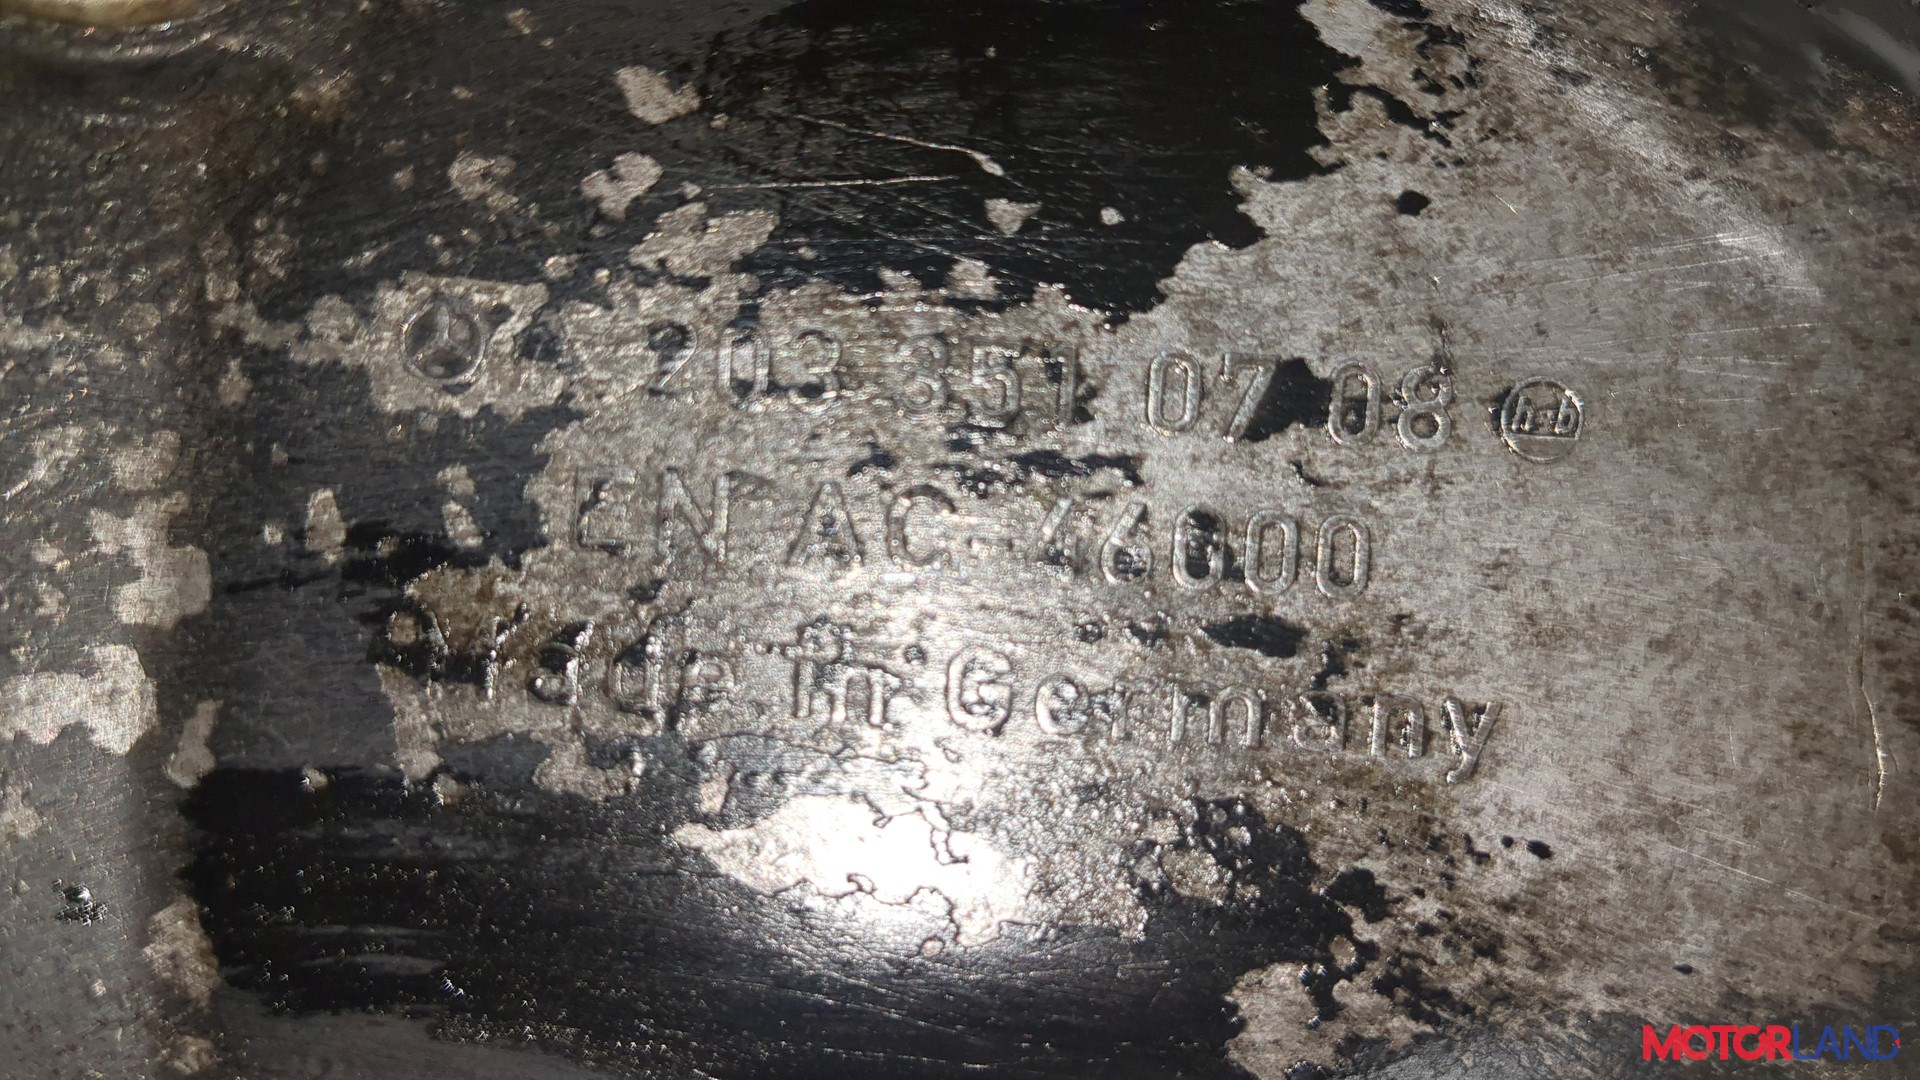 203 351 07 08 h-b
EN AC-46000
Made in Germany
MOTORLAND